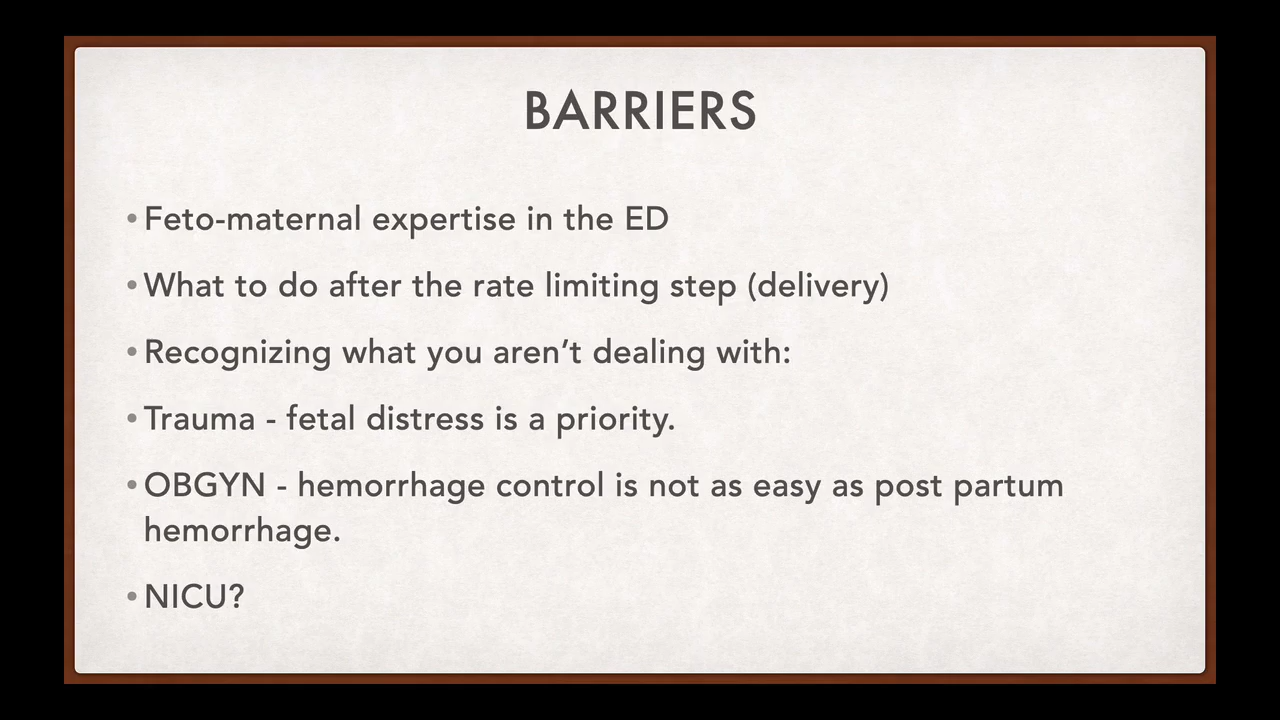 BARRIERS
• Feto-maternal expertise in the ED
• What to do after the rate limiting step (delivery)
• Recognizing what you aren’t dealing with:
• Trauma - fetal distress is a priority.
• OBGYN - hemorrhage control is not as easy as post partum
hemorrhage.
• NICU?